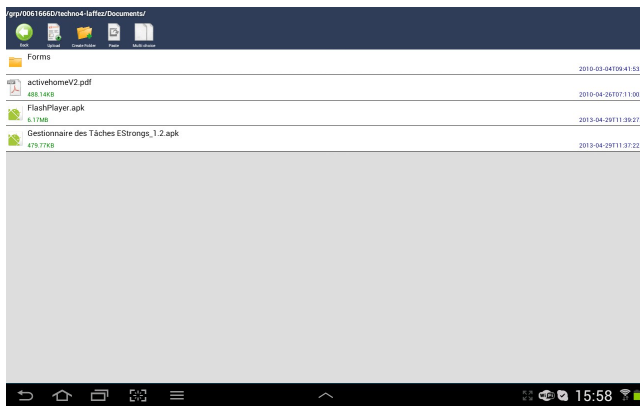 /grp/0061666D/techno4-laffez/Documents/
Back Upload Create Folder Paste Multi-choice
Forms
2010-03-04T09:41:53
activehomeV2.pdf
488.14KB 2010-04-26T07:11:00
FlashPlayer.apk
6.17MB 2013-04-29T11:39:27
Gestionnaire des Tâches EStrongs_1.2.apk
479.77KB 2013-04-29T11:37:22
15:58